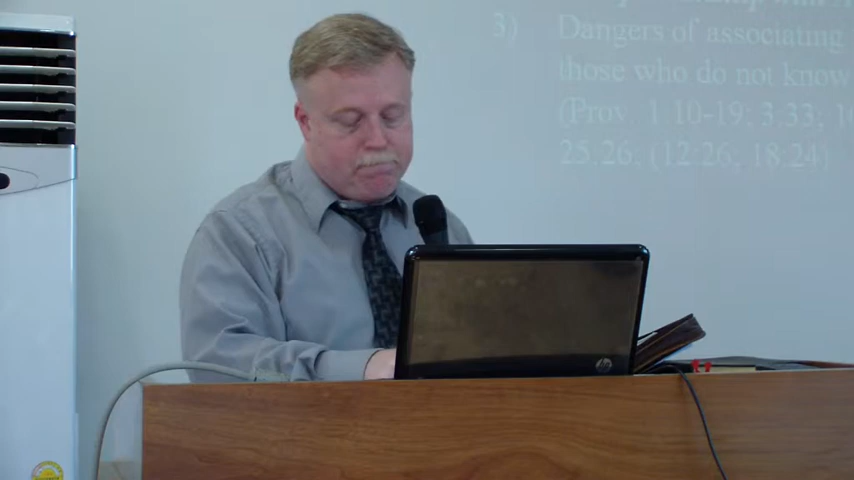 3) Dangers of associating
those who do not know
(Prov. 1:10-19; 3:33;
25:26. (12:26; 18:24)
hp